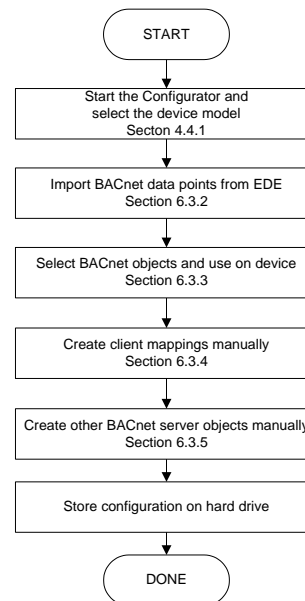 START
Start the Configurator and
select the device model
Secton 4.4.1
Import BACnet data points from EDE
Section 6.3.2
Select BACnet objects and use on device
Section 6.3.3
Create client mappings manually
Section 6.3.4
Create other BACnet server objects manually
Section 6.3.5
Store configuration on hard drive
DONE